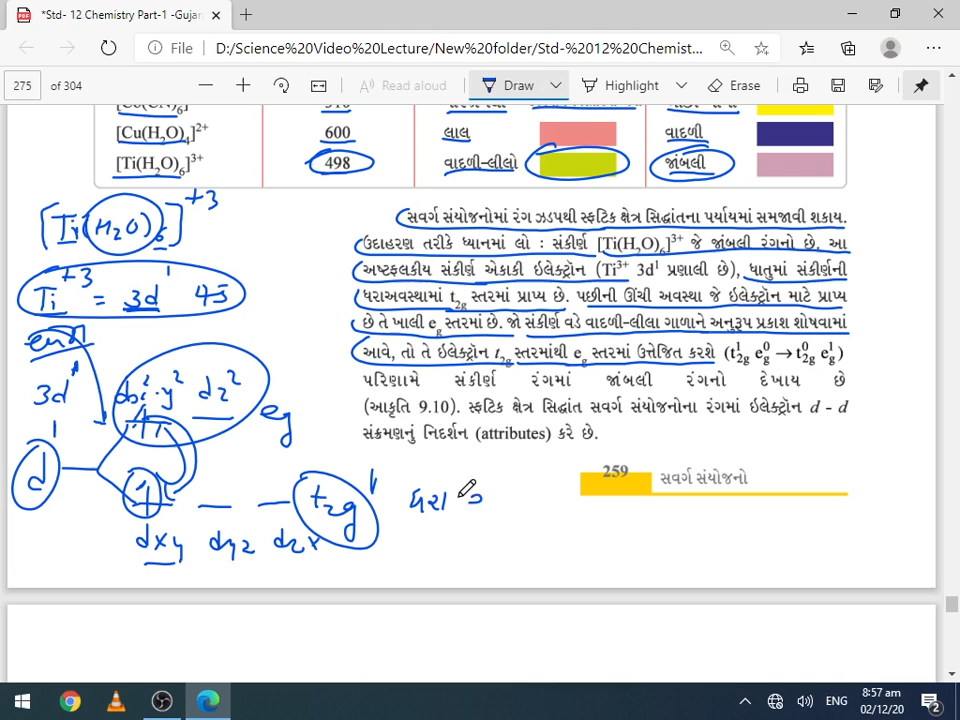 *Std- 12 Chemistry Part-1 -Gujar
File D:/Science%20Video%20Lecture/New%20folder/Std-%2012%20Chemist...
275 of 304 Read aloud Draw Highlight Erase
[Cu(H₂O)₄]²⁺ 600 લાલ વાદળી
[Ti(H₂O)₆]³⁺ 498 વાદળી-લીલો જાંબલી
[Ti(H₂O)₆]+3
Ti+3 = 3d¹ 4s
3d¹
dx²-y² dz² eg
d
t₂g¹ ધરા
dxy dyz dzx
સવર્ગ સંયોજનોમાં રંગ ઝડપથી સ્ફટિક ક્ષેત્ર સિદ્ધાંતના પર્યાયમાં સમજાવી શકાય.
ઉદાહરણ તરીકે ધ્યાનમાં લો : સંકીર્ણ [Ti(H₂O)₆]³⁺ જે જાંબલી રંગનો છે. આ
અષ્ટફલકીય સંકીર્ણ એકાકી ઇલેક્ટ્રૉન (Ti³⁺ 3d¹ પ્રણાલી છે), ધાતુમાં સંકીર્ણની
ધરાઅવસ્થામાં t₂g સ્તરમાં પ્રાપ્ય છે. પછીની ઊંચી અવસ્થા જે ઇલેક્ટ્રૉન માટે પ્રાપ્ય
છે તે ખાલી eg સ્તરમાં છે. જો સંકીર્ણ વડે વાદળી-લીલા ગાળાને અનુરૂપ પ્રકાશ શોષવામાં
આવે, તો તે ઇલેક્ટ્રૉન t₂g સ્તરમાંથી eg સ્તરમાં ઉત્તેજિત કરશે (t¹₂g e⁰g → t⁰₂g e¹g)
પરિણામે સંકીર્ણ રંગમાં જાંબલી રંગનો દેખાય છે
(આકૃતિ 9.10). સ્ફટિક ક્ષેત્ર સિદ્ધાંત સવર્ગ સંયોજનોના રંગમાં ઇલેક્ટ્રૉન d - d
સંક્રમણનું નિદર્શન (attributes) કરે છે.
259 સવર્ગ સંયોજનો
ENG
8:57 am
02/12/20
2